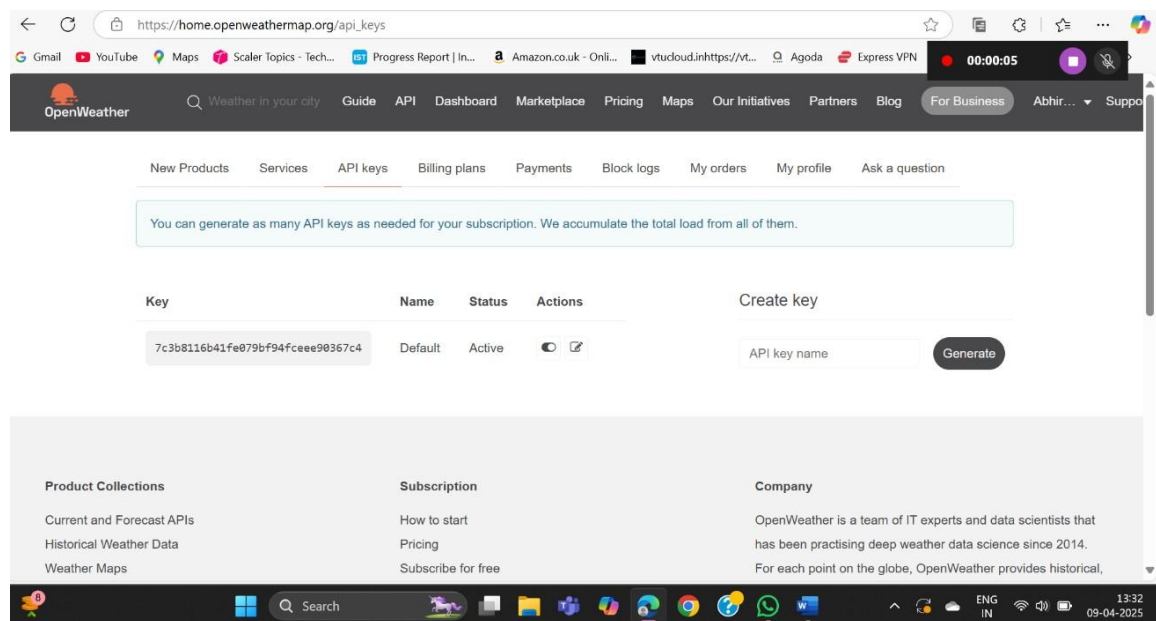 https://home.openweathermap.org/api_keys
Gmail YouTube Maps Scaler Topics - Tech... IST Progress Report | In... a Amazon.co.uk - Onli... vtucloud.inhttps://vt... Agoda Express VPN 00:00:05
OpenWeather Weather in your city Guide API Dashboard Marketplace Pricing Maps Our Initiatives Partners Blog For Business Abhir... Suppo
New Products Services API keys Billing plans Payments Block logs My orders My profile Ask a question
You can generate as many API keys as needed for your subscription. We accumulate the total load from all of them.
Key Name Status Actions Create key
7c3b8116b41fe079bf94fceee90367c4 Default Active API key name Generate
Product Collections Subscription Company
Current and Forecast APIs How to start OpenWeather is a team of IT experts and data scientists that
Historical Weather Data Pricing has been practising deep weather data science since 2014.
Weather Maps Subscribe for free For each point on the globe, OpenWeather provides historical,
8 Search ENG 13:32
IN 09-04-2025